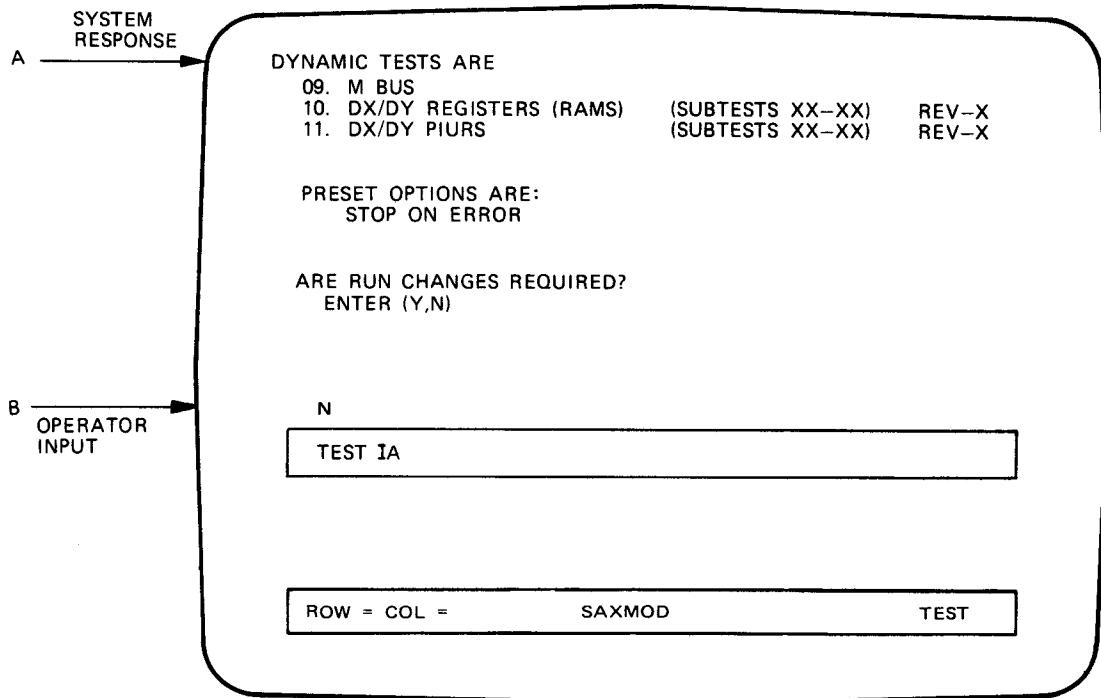 SYSTEM
RESPONSE
A
DYNAMIC TESTS ARE
09. M BUS
10. DX/DY REGISTERS (RAMS) (SUBTESTS XX–XX) REV–X
11. DX/DY PIURS (SUBTESTS XX–XX) REV–X
PRESET OPTIONS ARE:
STOP ON ERROR
ARE RUN CHANGES REQUIRED?
ENTER (Y,N)
B
OPERATOR
INPUT
N
TEST IA
ROW = COL = SAXMOD TEST